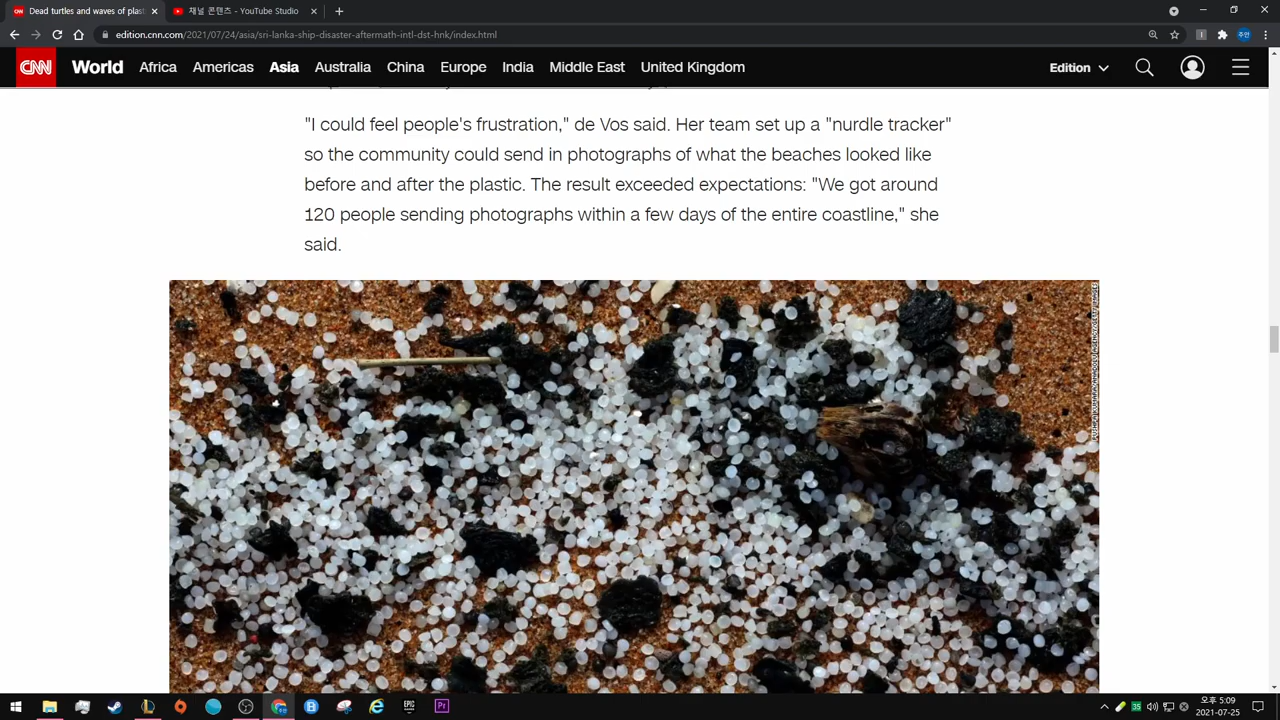 Dead turtles and waves of plast
채널 콘텐츠 - YouTube Studio
edition.cnn.com/2021/07/24/asia/sri-lanka-ship-disaster-aftermath-intl-dst-hnk/index.html
CNN World Africa Americas Asia Australia China Europe India Middle East United Kingdom Edition
"I could feel people's frustration," de Vos said. Her team set up a "nurdle tracker"
so the community could send in photographs of what the beaches looked like
before and after the plastic. The result exceeded expectations: "We got around
120 people sending photographs within a few days of the entire coastline," she
said.
오후 5:09
2021-07-25